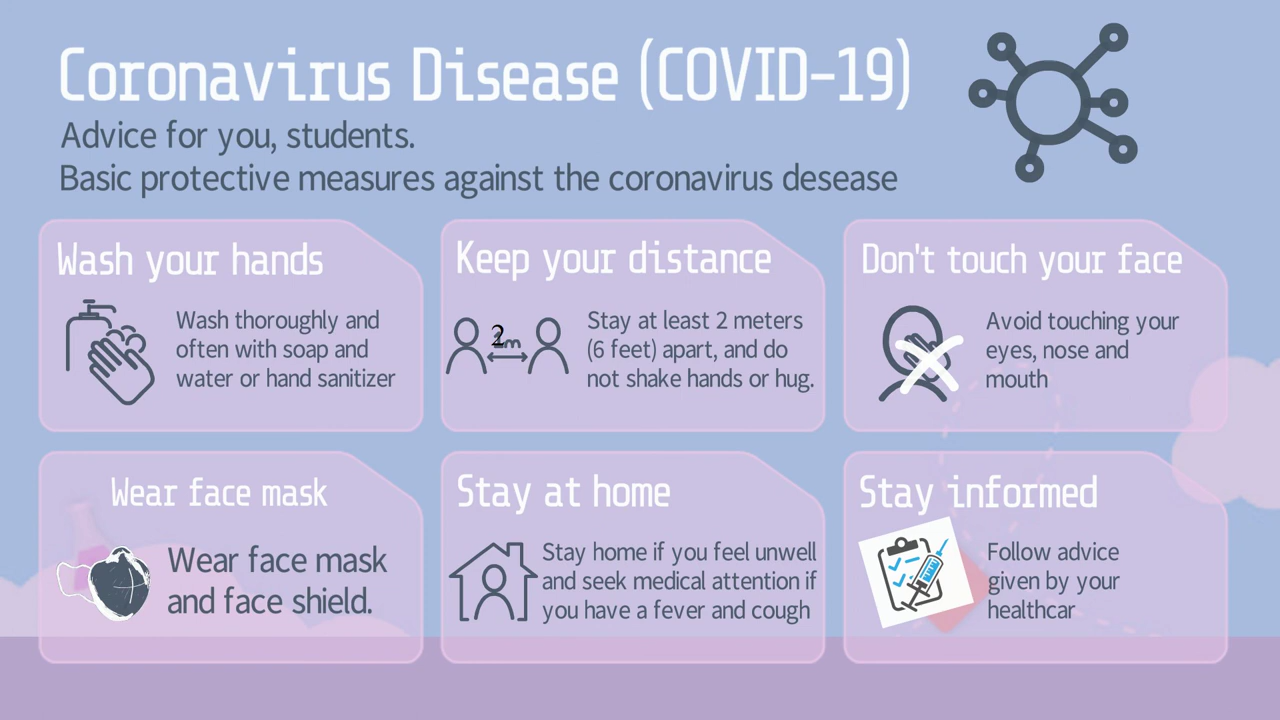 Coronavirus Disease (COVID-19)
Advice for you, students.
Basic protective measures against the coronavirus desease
Wash your hands
Wash thoroughly and
often with soap and
water or hand sanitizer
Keep your distance
2m
Stay at least 2 meters
(6 feet) apart, and do
not shake hands or hug.
Don't touch your face
Avoid touching your
eyes, nose and
mouth
Wear face mask
Wear face mask
and face shield.
Stay at home
Stay home if you feel unwell
and seek medical attention if
you have a fever and cough
Stay informed
Follow advice
given by your
healthcar